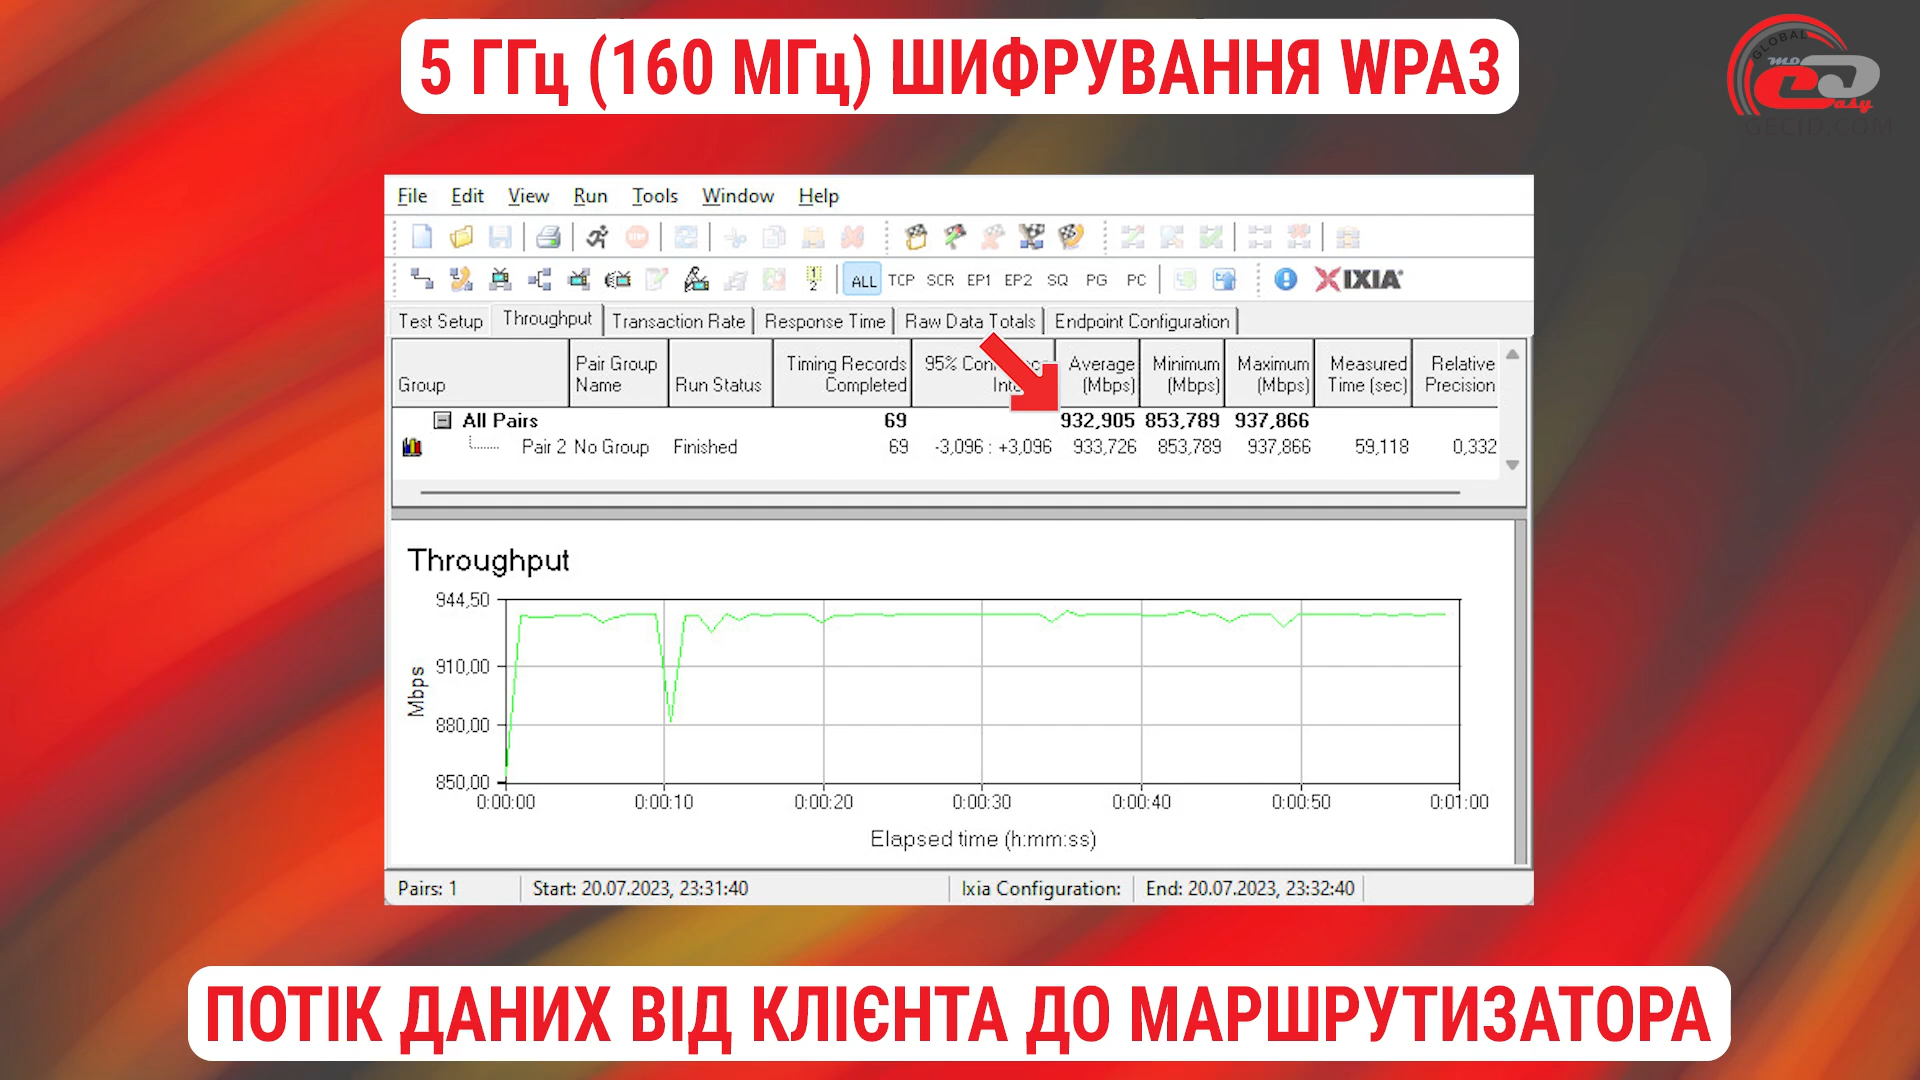 5 ГГц (160 МГц) ШИФРУВАННЯ WPA3
GLOBAL
GECID.COM
File Edit View Run Tools Window Help
ALL TCP SCR EP1 EP2 SQ PG PC IXIA
Test Setup Throughput Transaction Rate Response Time Raw Data Totals Endpoint Configuration
Group Pair Group Name Run Status Timing Records Completed 95% Average (Mbps) Minimum (Mbps) Maximum (Mbps) Measured Time (sec) Relative Precision
All Pairs 69 932,905 853,789 937,866
Pair 2 No Group Finished 69 -3,096 : +3,096 933,726 853,789 937,866 59,118 0,332
Throughput
944,50
910,00
880,00
850,00
Mbps
0:00:00 0:00:10 0:00:20 0:00:30 0:00:40 0:00:50 0:01:00
Elapsed time (h:mm:ss)
Pairs: 1 Start: 20.07.2023, 23:31:40 Ixia Configuration: End: 20.07.2023, 23:32:40
ПОТІК ДАНИХ ВІД КЛІЄНТА ДО МАРШРУТИЗАТОРА